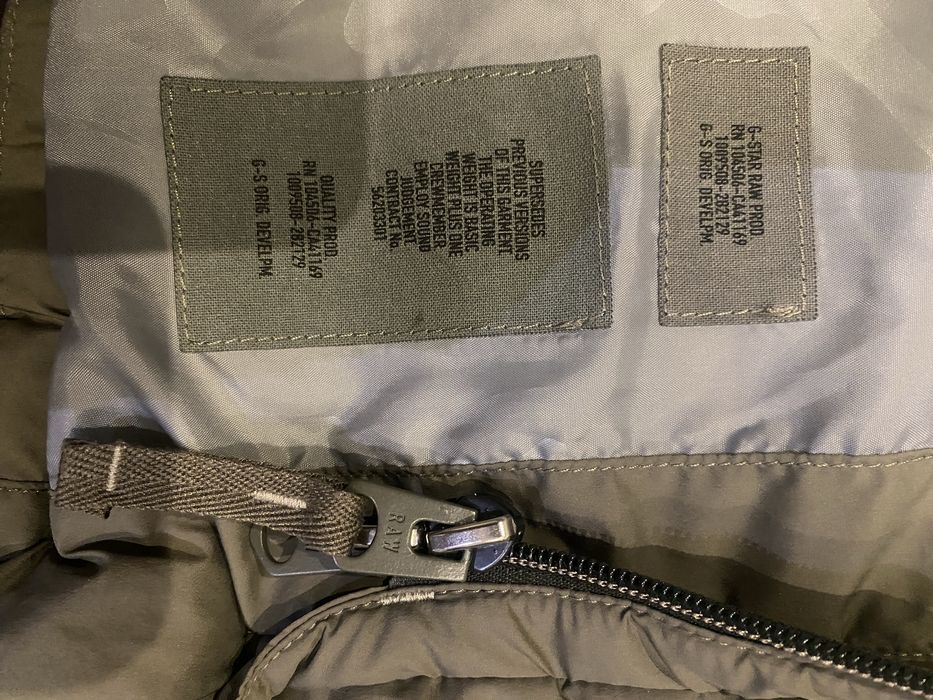 SUPERSEDES
PREVIOUS VERSIONS
OF THIS GARMENT
THE OPERATING
WEIGHT IS BASIC
WEIGHT PLUS ONE
CREWMEMBER
EMPLOY SOUND
JUDGEMENT
CONTRACT No.
56203301
QUALITY PROD.
RN 104506-CA41169
1009508-282129
G-S ORIG. DEVELPM.
G-STAR RAW PROD.
RN 104506-CA41169
1009508-282129
G-S ORIG. DEVELPM.
RAW